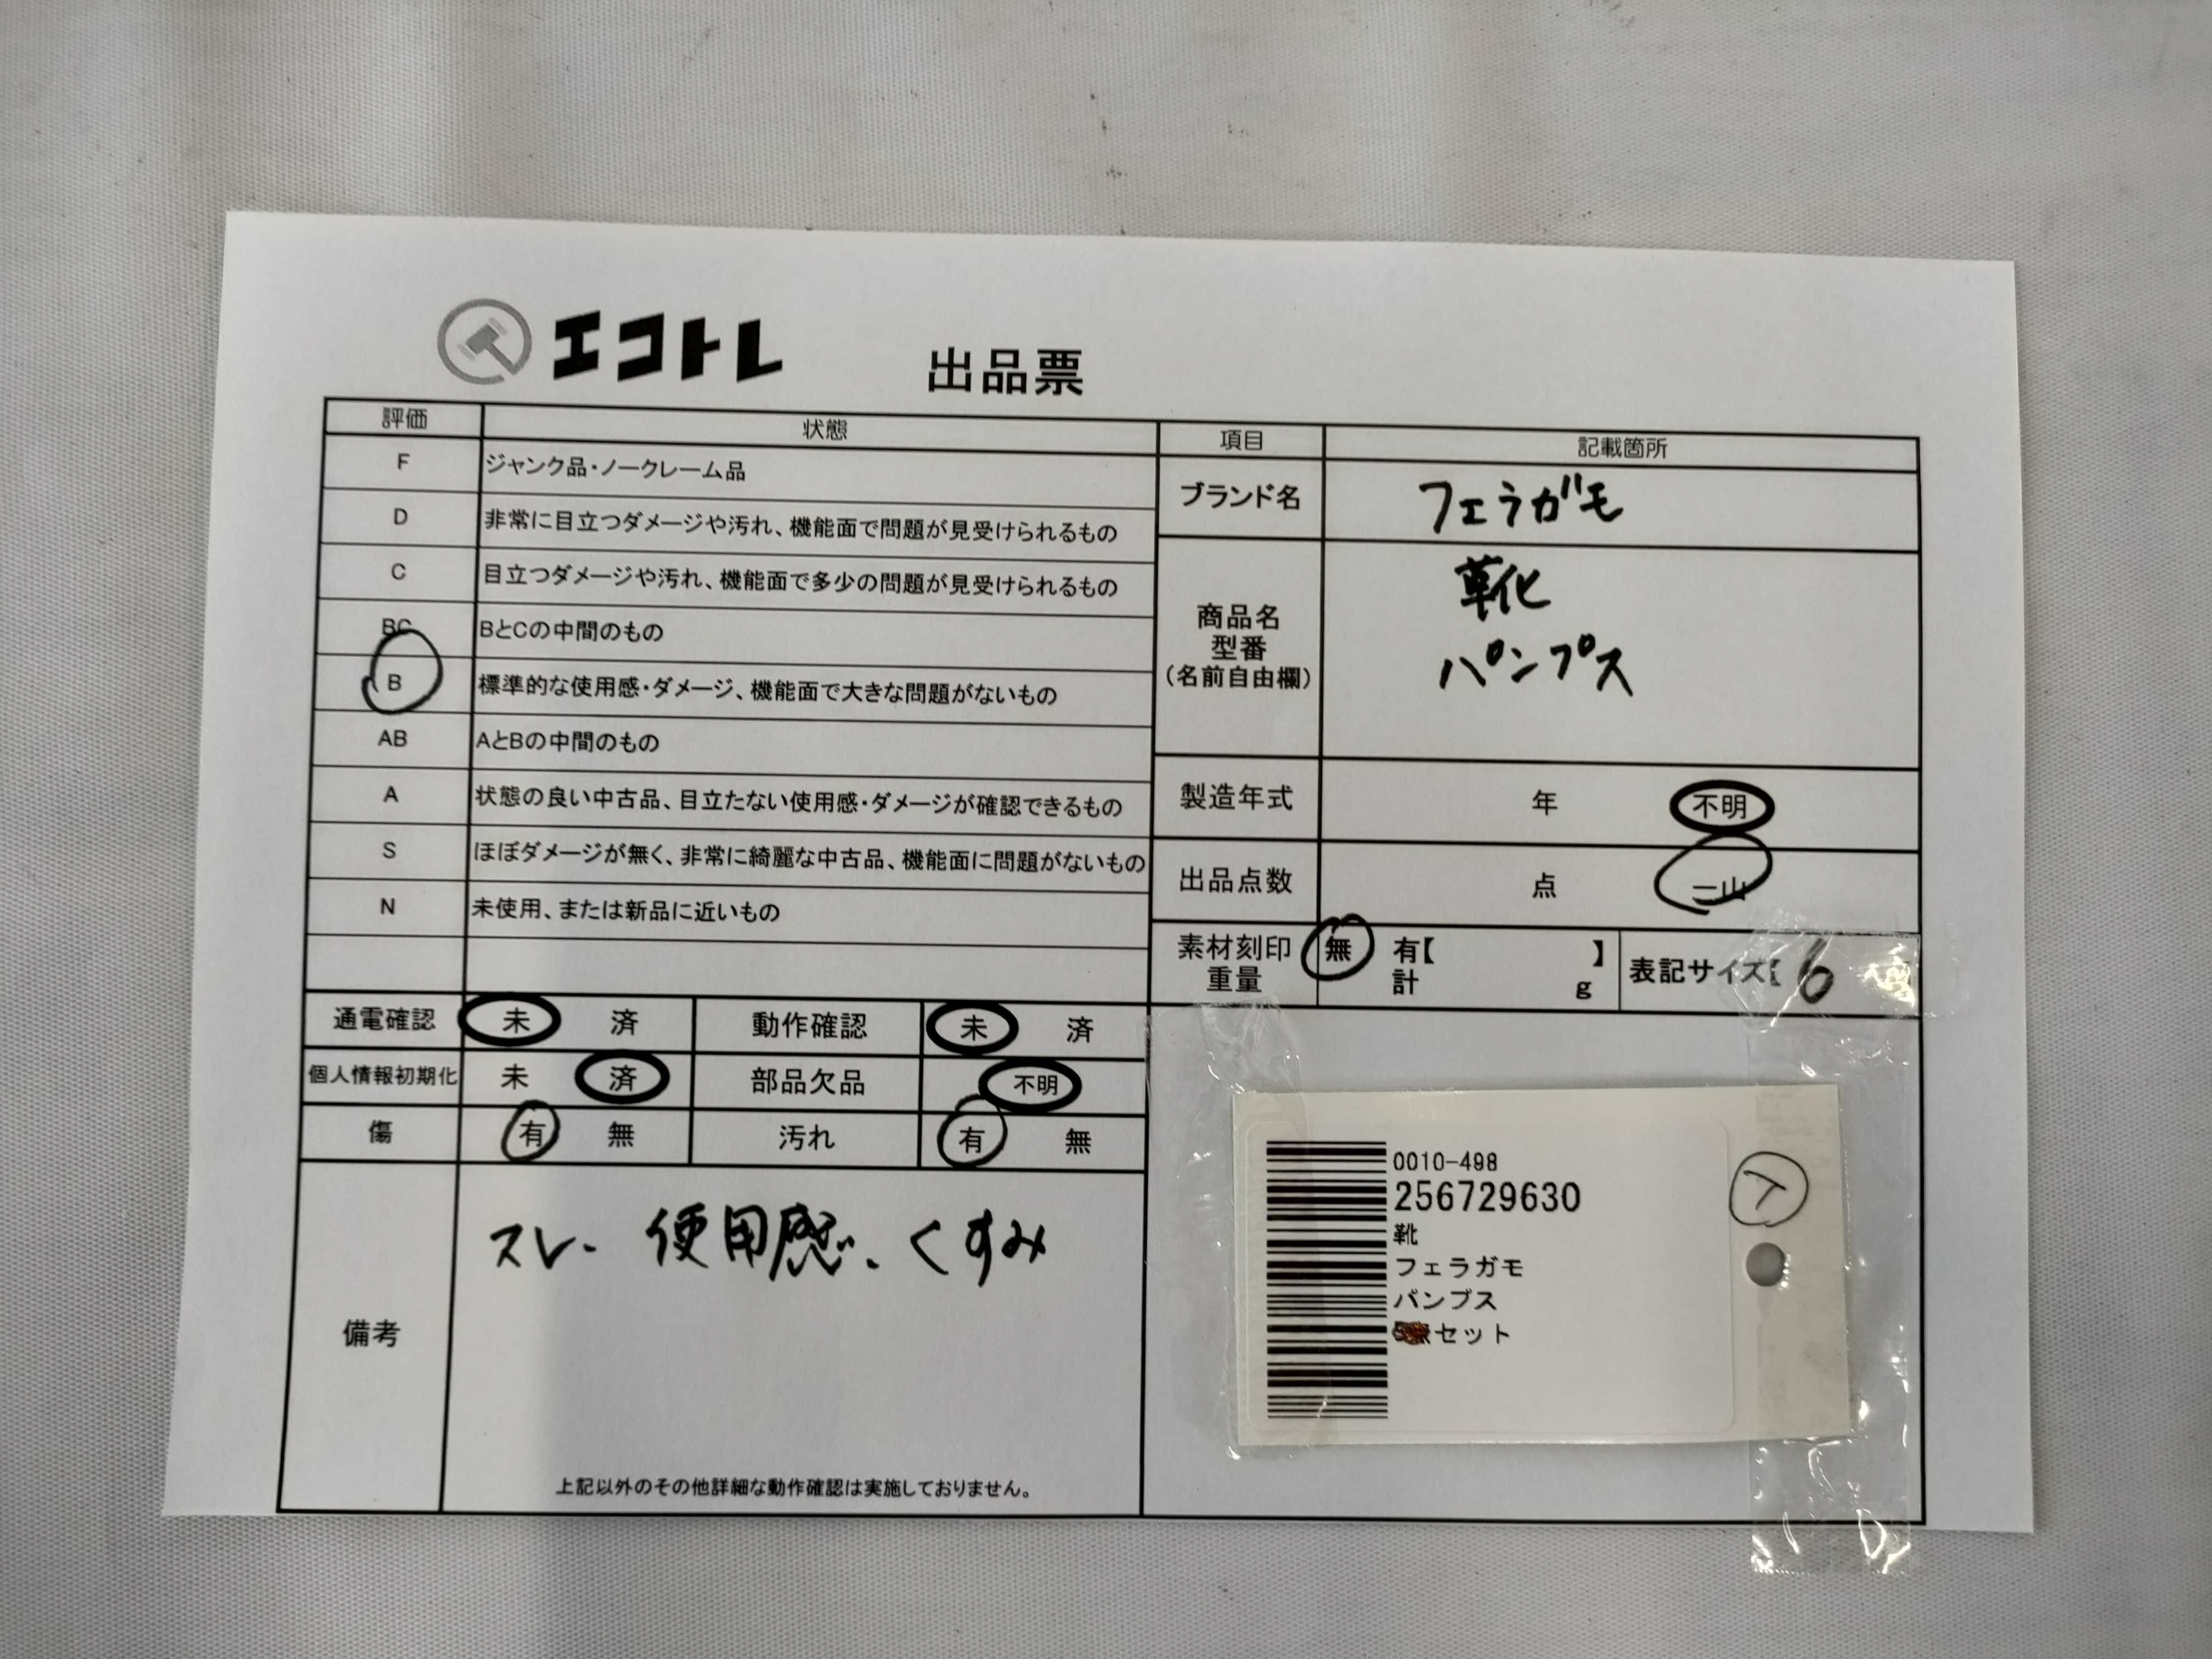 エコトレ 出品票
評価 状態
F ジャンク品・ノークレーム品
D 非常に目立つダメージや汚れ、機能面で問題が見受けられるもの
C 目立つダメージや汚れ、機能面で多少の問題が見受けられるもの
BC BとCの中間のもの
B 標準的な使用感・ダメージ、機能面で大きな問題がないもの
AB AとBの中間のもの
A 状態の良い中古品、目立たない使用感・ダメージが確認できるもの
S ほぼダメージが無く、非常に綺麗な中古品、機能面に問題がないもの
N 未使用、または新品に近いもの
通電確認 未 済 動作確認 未 済
個人情報初期化 未 済 部品欠品 不明
傷 有 無 汚れ 有 無
備考
スレ、使用感、くすみ
上記以外のその他詳細な動作確認は実施しておりません。
項目 記載箇所
ブランド名 フェラガモ
商品名
型番
(名前自由欄)
靴
パンプス
製造年式 年 不明
出品点数 点 一山
素材刻印 無 有【 】
重量 計 g
表記サイズ【 6
0010-498
256729630
靴
フェラガモ
パンプス
セット